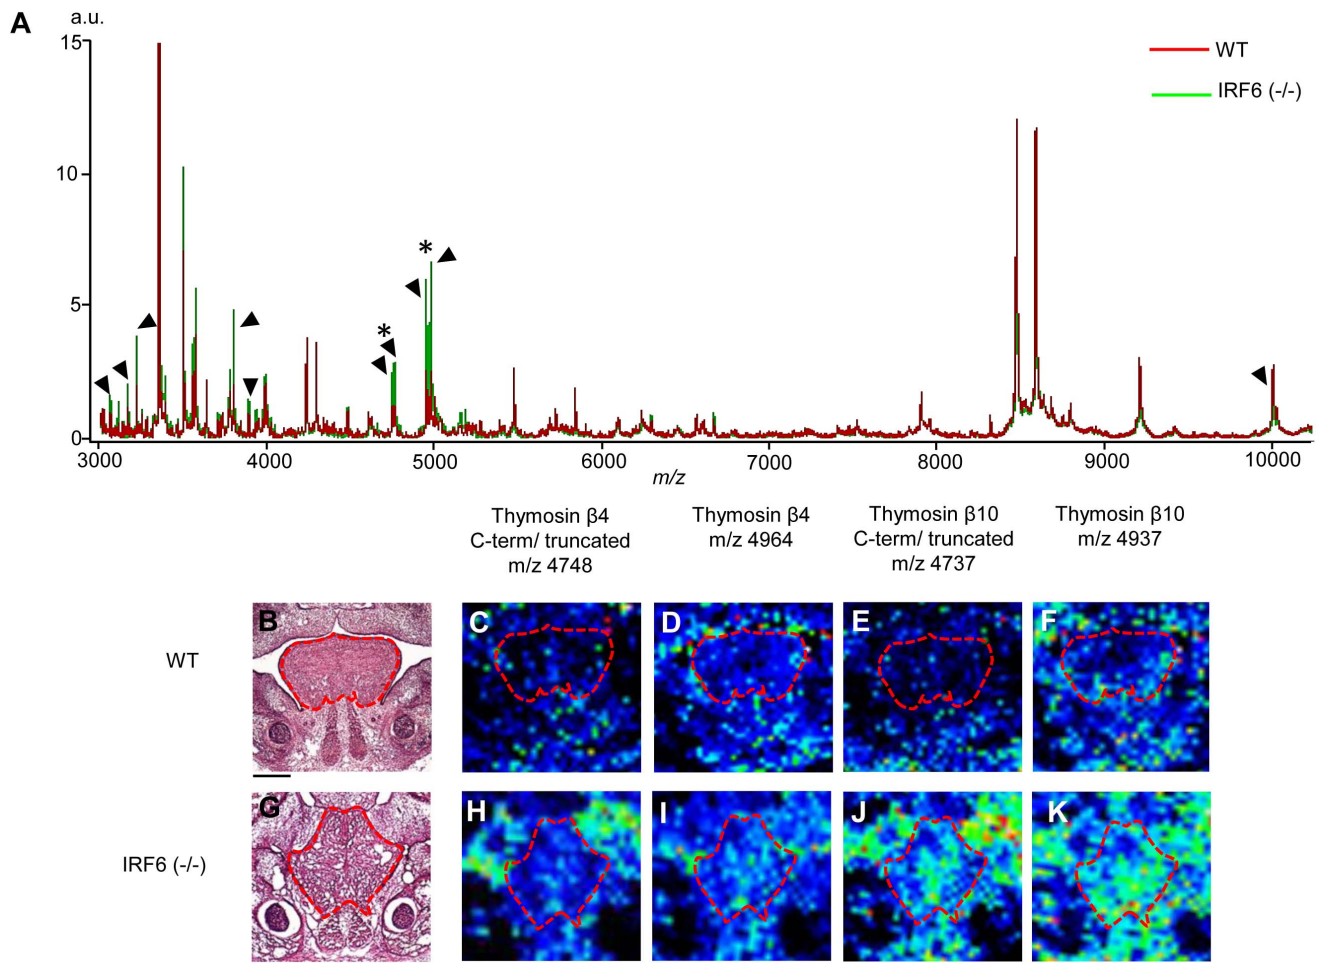 A
a.u.
15
10
5
0
WT
IRF6 (-/-)
*
*
3000 4000 5000 6000 7000 8000 9000 10000
m/z
Thymosin β4
C-term/ truncated
m/z 4748
Thymosin β4
m/z 4964
Thymosin β10
C-term/ truncated
m/z 4737
Thymosin β10
m/z 4937
WT
B C D E F
IRF6 (-/-)
G H I J K